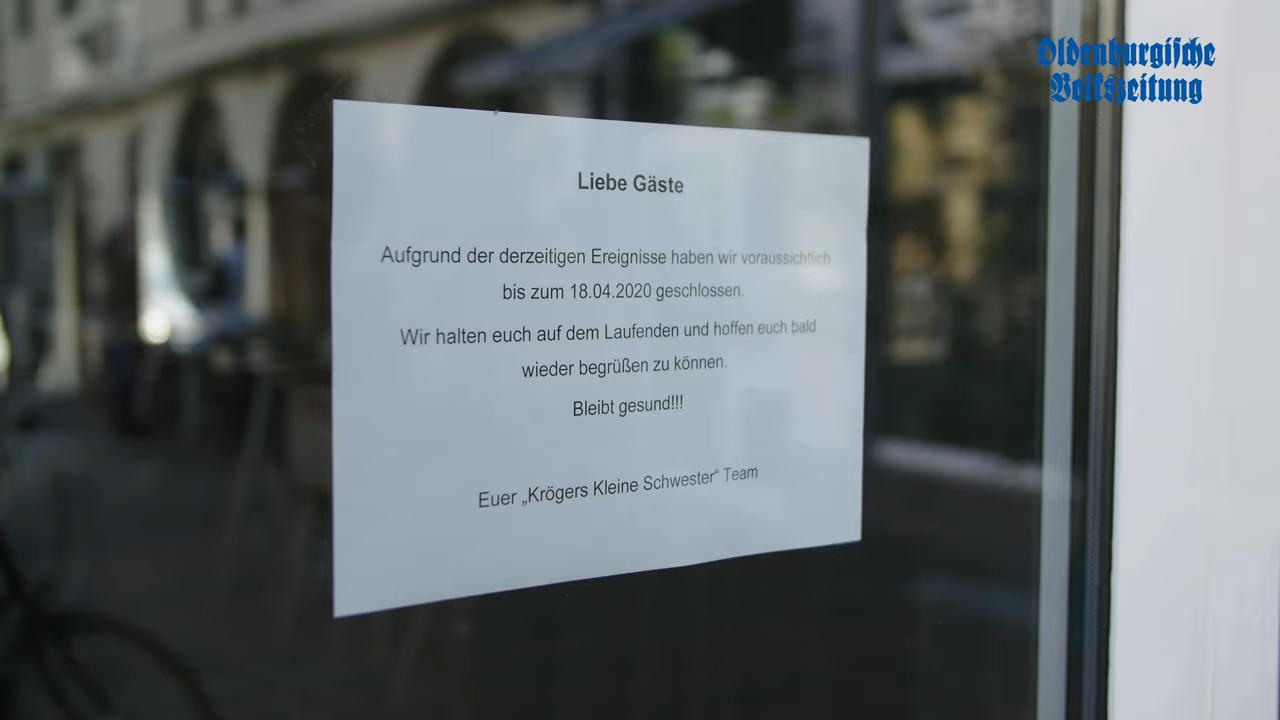 Oldenburgische
Volkszeitung
Liebe Gäste
Aufgrund der derzeitigen Ereignisse haben wir voraussichtlich
bis zum 18.04.2020 geschlossen.
Wir halten euch auf dem Laufenden und hoffen euch bald
wieder begrüßen zu können.
Bleibt gesund!!!
Euer „Krögers Kleine Schwester“ Team